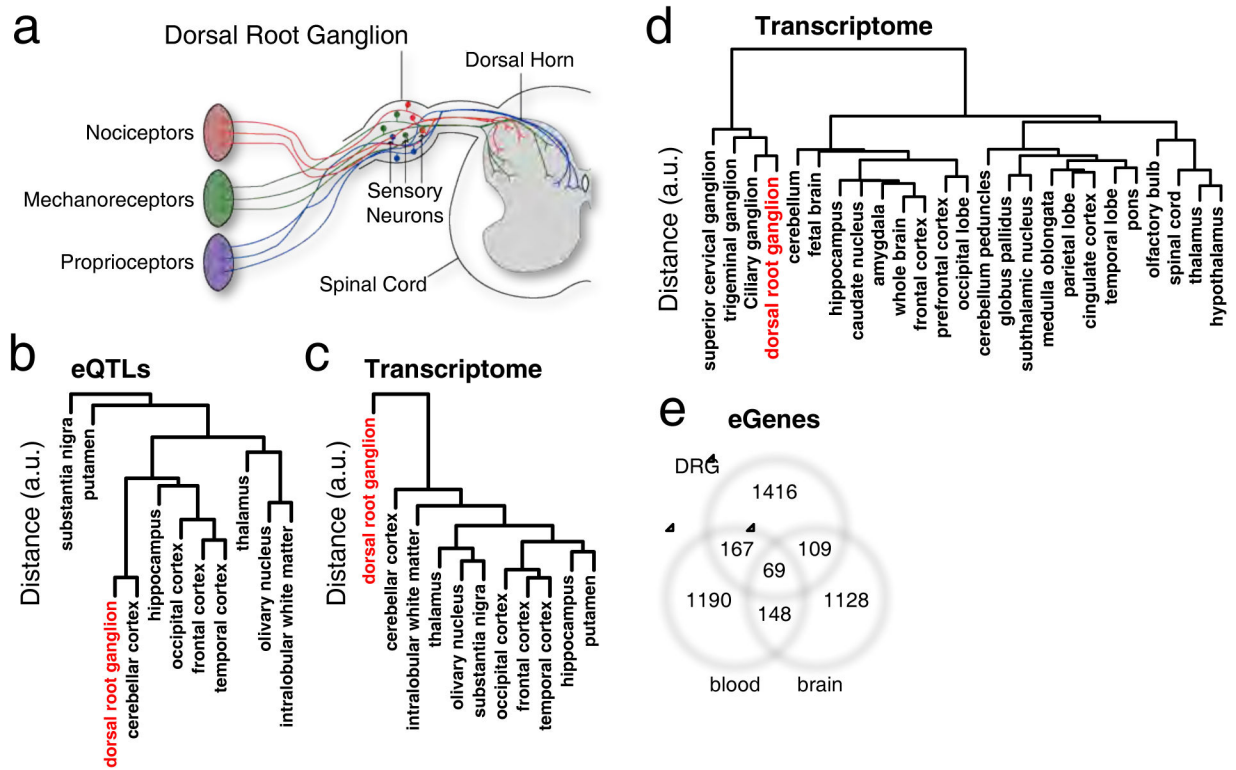 a
Dorsal Root Ganglion
Dorsal Horn
Nociceptors
Mechanoreceptors
Proprioceptors
Sensory
Neurons
Spinal Cord
b
eQTLs
Distance (a.u.)
substantia nigra
putamen
dorsal root ganglion
cerebellar cortex
hippocampus
occipital cortex
frontal cortex
temporal cortex
thalamus
olivary nucleus
intralobular white matter
c
Transcriptome
Distance (a.u.)
dorsal root ganglion
cerebellar cortex
intralobular white matter
thalamus
olivary nucleus
substantia nigra
occipital cortex
frontal cortex
temporal cortex
hippocampus
putamen
d
Transcriptome
Distance (a.u.)
superior cervical ganglion
trigeminal ganglion
Ciliary ganglion
dorsal root ganglion
cerebellum
fetal brain
hippocampus
caudate nucleus
amygdala
whole brain
frontal cortex
prefrontal cortex
occipital lobe
cerebellum peduncles
globus pallidus
subthalamic nucleus
medulla oblongata
parietal lobe
cingulate cortex
temporal lobe
pons
olfactory bulb
spinal cord
thalamus
hypothalamus
e
eGenes
DRG
1416
167
109
69
1190
148
1128
blood
brain